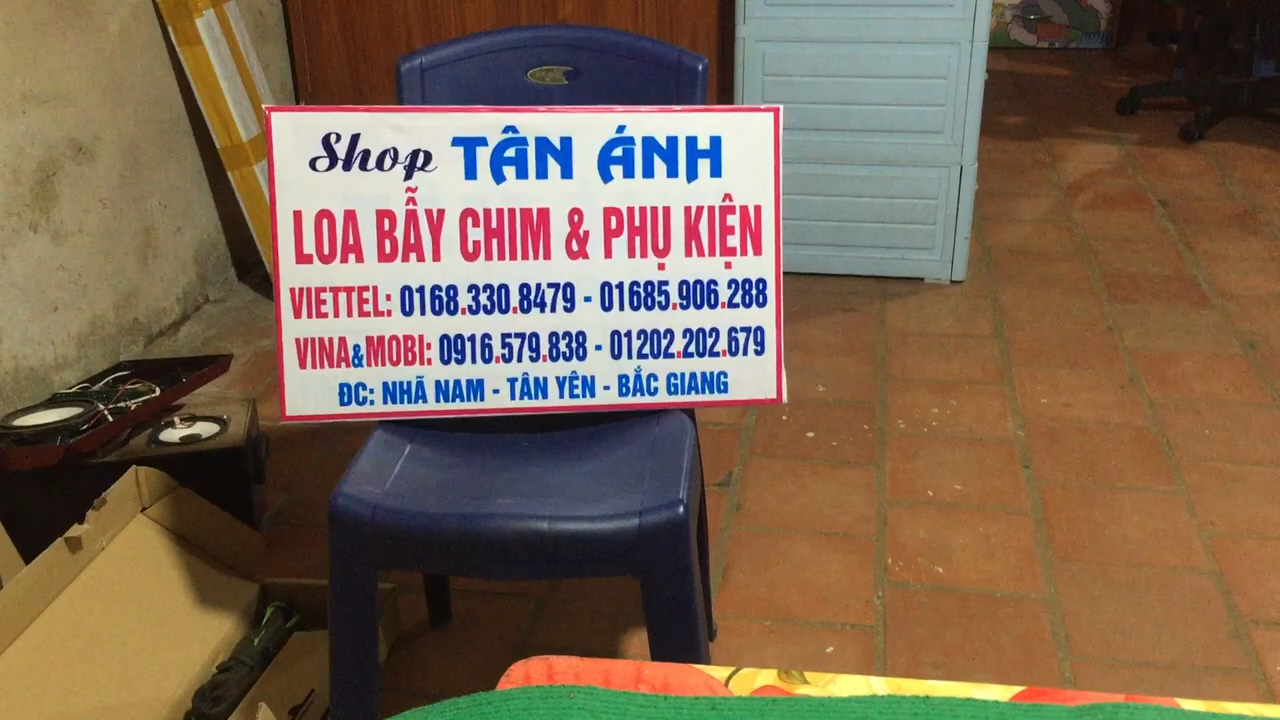 Shop TÂN ÁNH
LOA BẪY CHIM & PHỤ KIỆN
VIETTEL: 0168.330.8479 - 01685.906.288
VINA&MOBI: 0916.579.838 - 01202.202.679
ĐC: NHÃ NAM - TÂN YÊN - BẮC GIANG